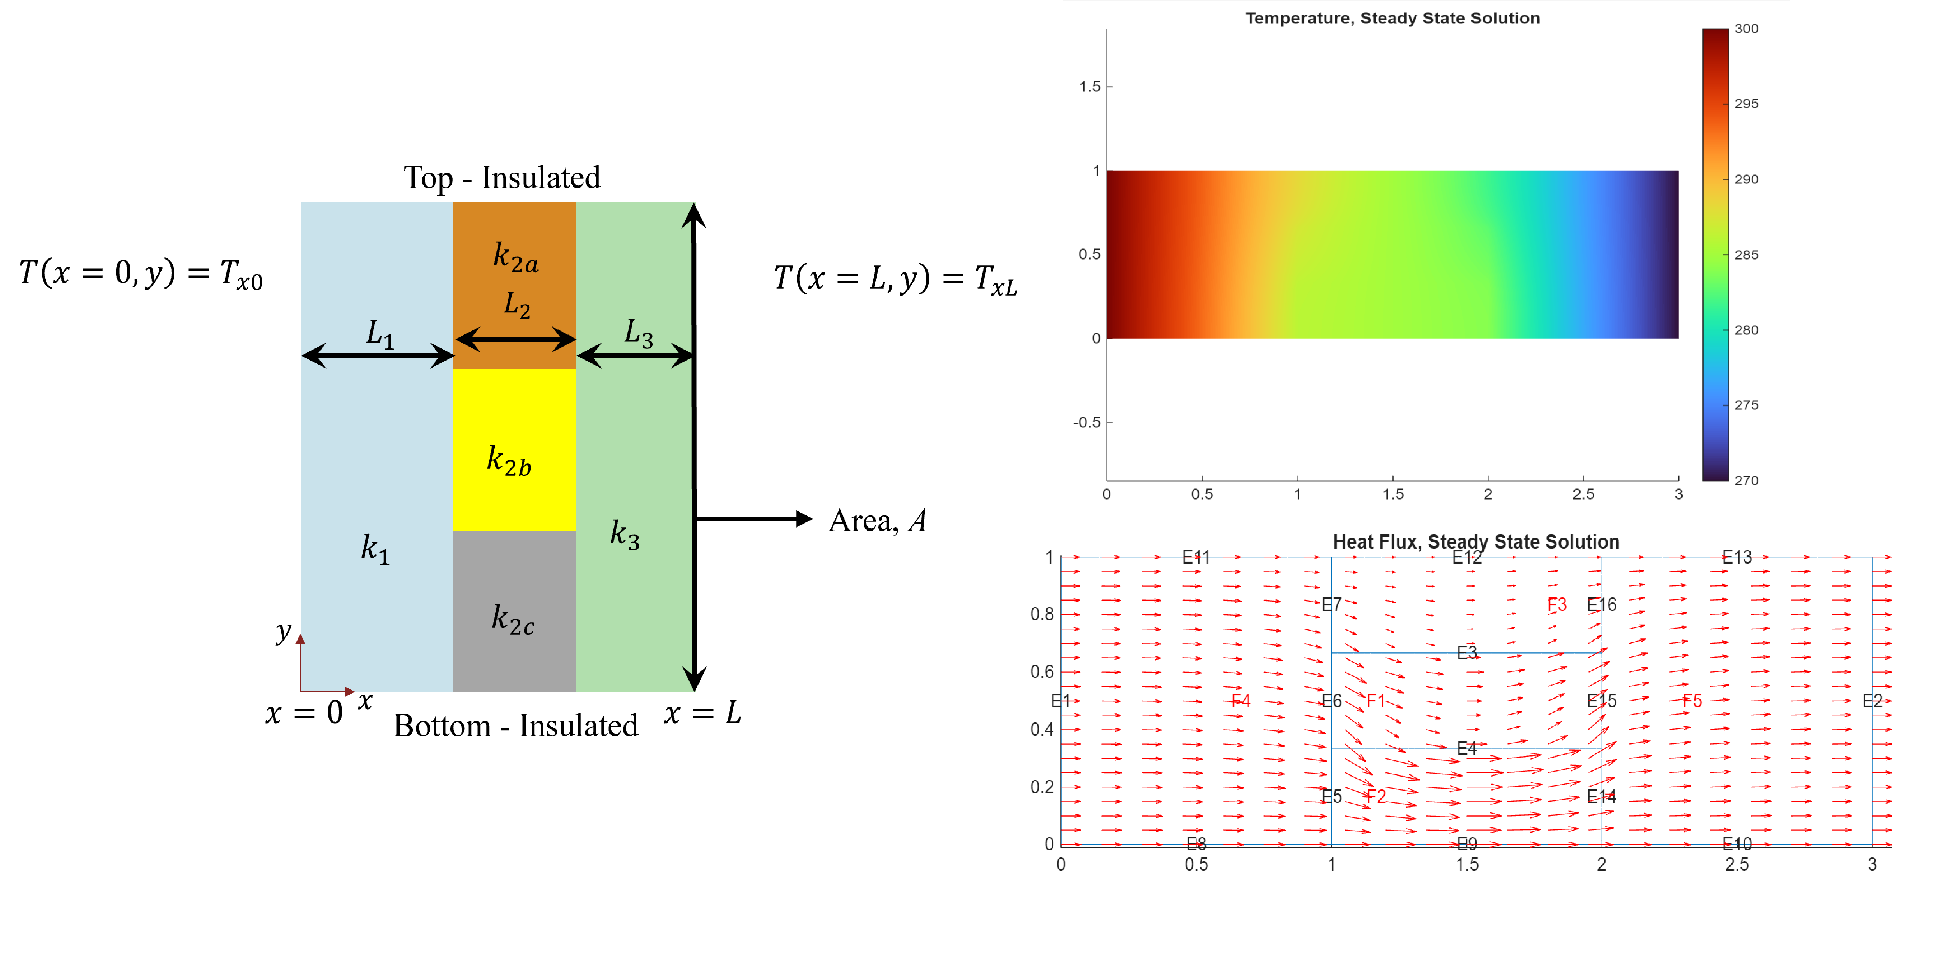 Top - Insulated
T(x = 0, y) = T_{x0}
k_{2a}
L_2
L_1
L_3
T(x = L, y) = T_{xL}
k_{2b}
k_1
k_3
Area, A
k_{2c}
y
x
x = 0
Bottom - Insulated
x = L
Temperature, Steady State Solution
1.5
1
0.5
0
-0.5
0 0.5 1 1.5 2 2.5 3
300
295
290
285
280
275
270
Heat Flux, Steady State Solution
1 E11 E12 E13
0.8 E7 F3 E16
0.6 E3
E1 F4 E6 F1 E15 F5 E2
0.4
E4
0.2 E5 F2 E14
0 E8 E9 E10
0 0.5 1 1.5 2 2.5 3